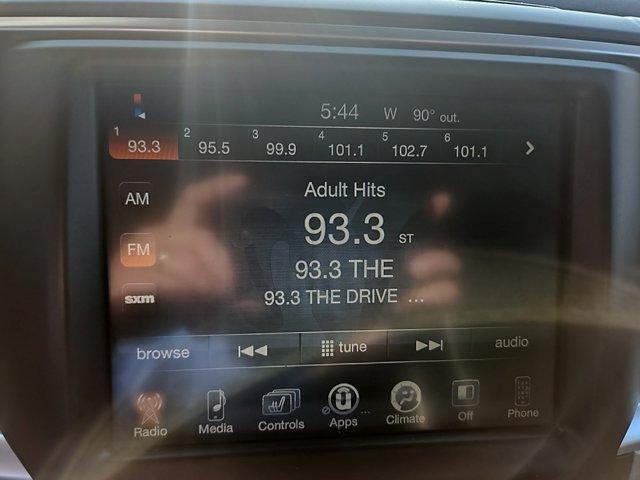 5:44 W 90° out.
1 93.3 2 95.5 3 99.9 4 101.1 5 102.7 6 101.1
Adult Hits
AM
93.3 ST
FM
93.3 THE
sxm
93.3 THE DRIVE ...
browse tune audio
Radio Media Controls Apps ... Climate Off Phone